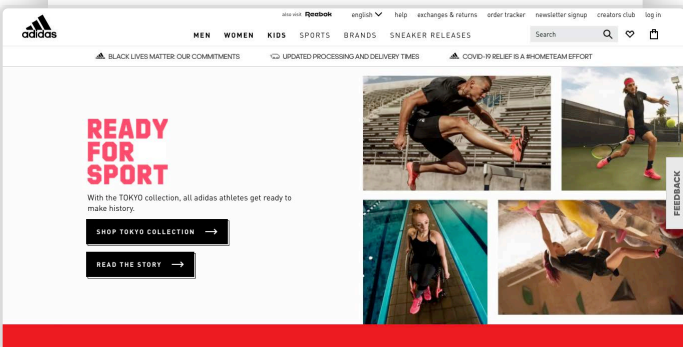 also visit Reebok english help exchanges & returns order tracker newsletter signup creators club log in
adidas
MEN WOMEN KIDS SPORTS BRANDS SNEAKER RELEASES
Search
BLACK LIVES MATTER: OUR COMMITMENTS UPDATED PROCESSING AND DELIVERY TIMES COVID-19 RELIEF IS A #HOMETEAM EFFORT
READY
FOR
SPORT
With the TOKYO collection, all adidas athletes get ready to
make history.
SHOP TOKYO COLLECTION
READ THE STORY
FEEDBACK